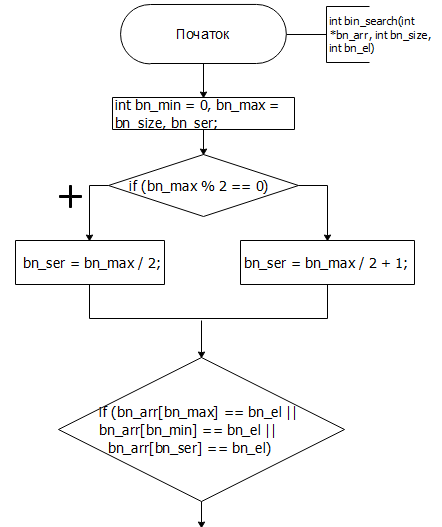 Початок
int bin_search(int
*bn_arr, int bn_size,
int bn_el)
int bn_min = 0, bn_max =
bn_size, bn_ser;
if (bn_max % 2 == 0)
+
bn_ser = bn_max / 2;
bn_ser = bn_max / 2 + 1;
if (bn_arr[bn_max] == bn_el ||
bn_arr[bn_min] == bn_el ||
bn_arr[bn_ser] == bn_el)